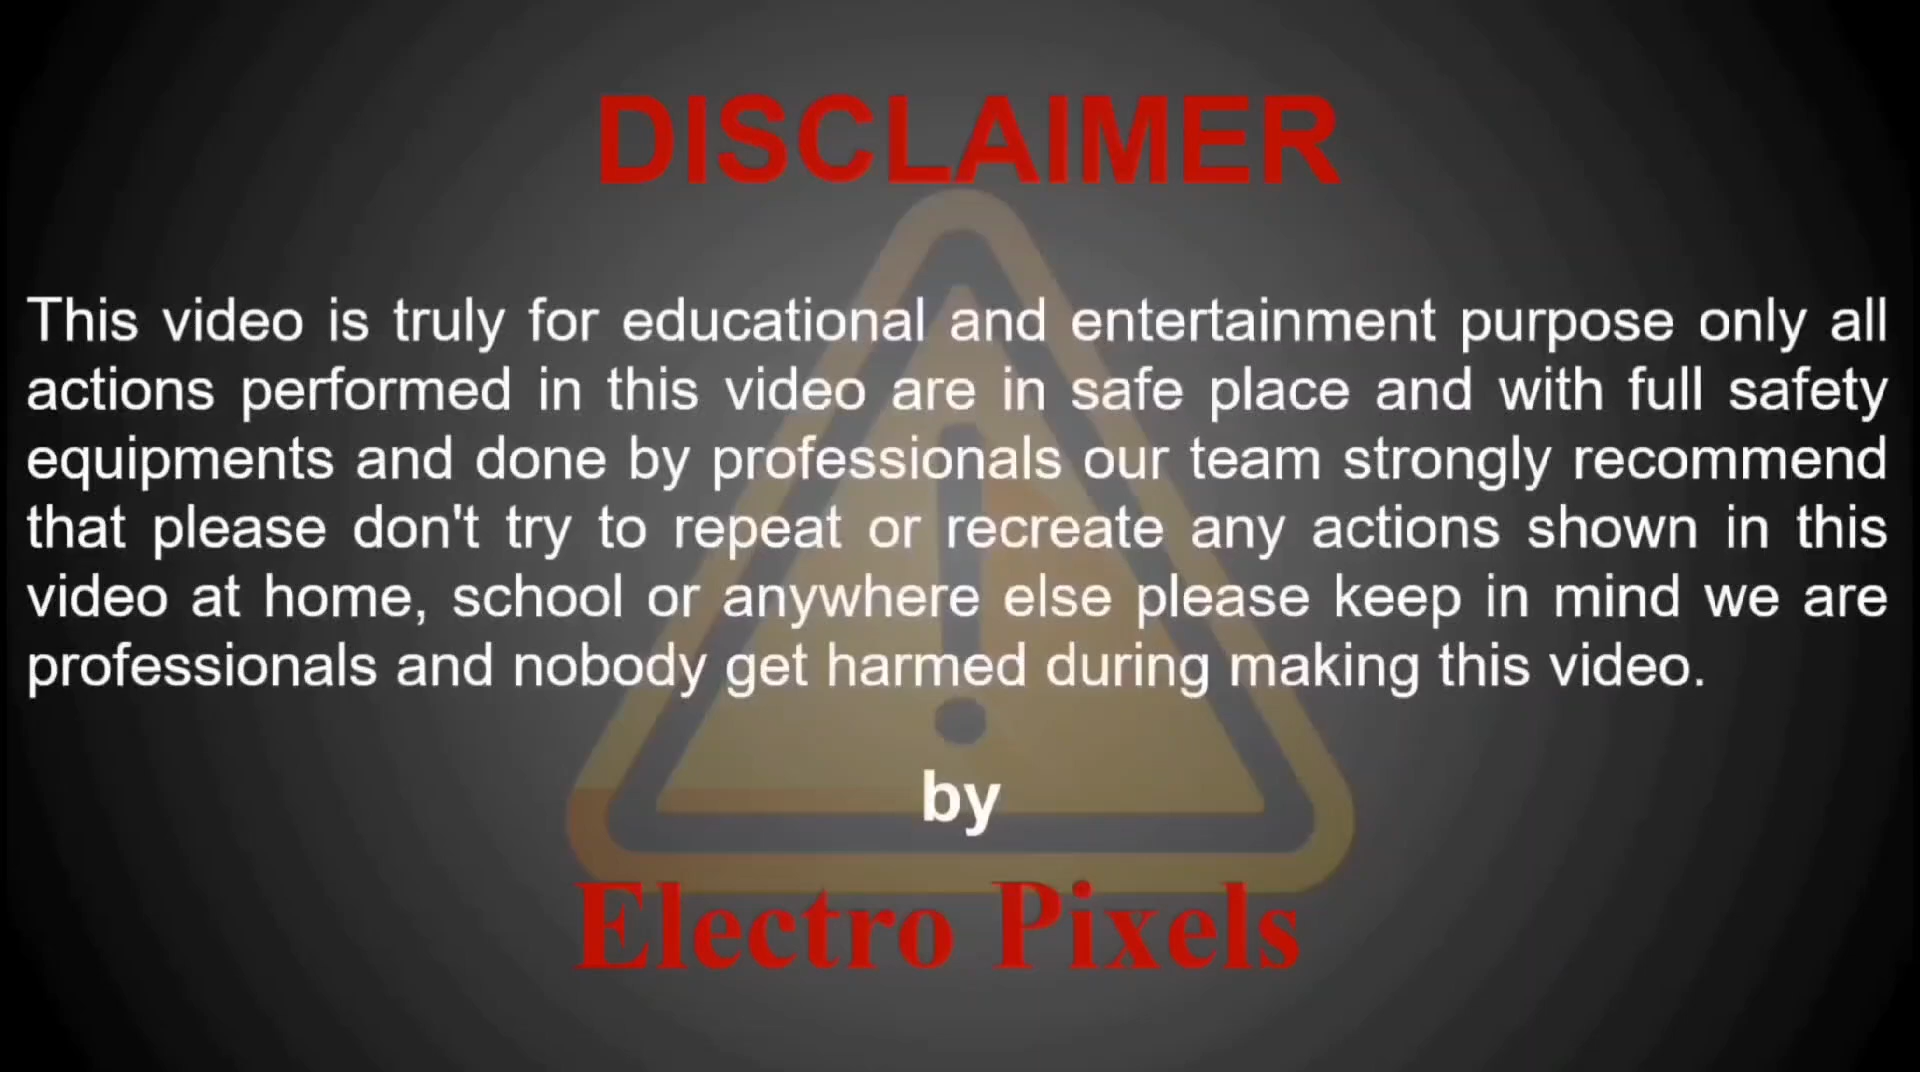 DISCLAIMER
This video is truly for educational and entertainment purpose only all
actions performed in this video are in safe place and with full safety
equipments and done by professionals our team strongly recommend
that please don't try to repeat or recreate any actions shown in this
video at home, school or anywhere else please keep in mind we are
professionals and nobody get harmed during making this video.
by
Electro Pixels